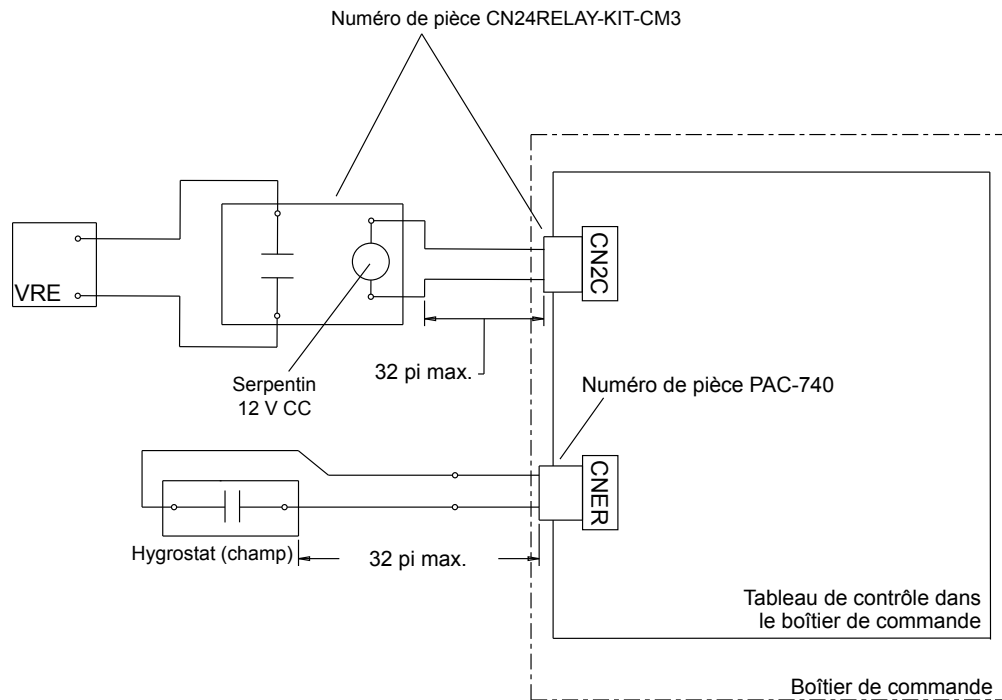 Numéro de pièce CN24RELAY-KIT-CM3
VRE
CN2C
Serpentin
12 V CC
32 pi max.
Numéro de pièce PAC-740
CNER
Hygrostat (champ)
32 pi max.
Tableau de contrôle dans
le boîtier de commande
Boîtier de commande